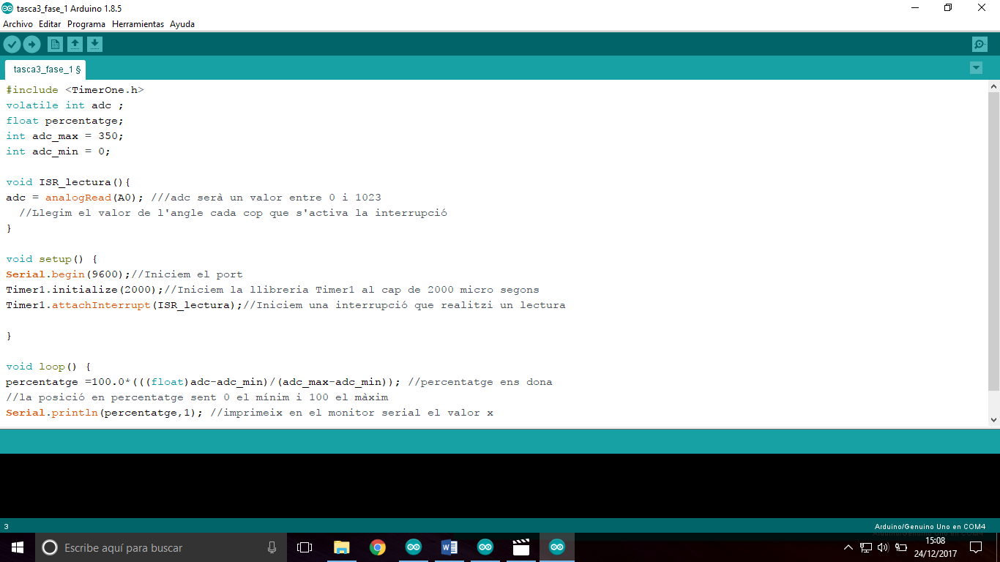 tasca3_fase_1 Arduino 1.8.5
Archivo Editar Programa Herramientas Ayuda
tasca3_fase_1 §
#include <TimerOne.h>
volatile int adc ;
float percentatge;
int adc_max = 350;
int adc_min = 0;
void ISR_lectura(){
adc = analogRead(A0); ///adc serà un valor entre 0 i 1023
//Llegim el valor de l'angle cada cop que s'activa la interrupció
}
void setup() {
Serial.begin(9600);//Iniciem el port
Timer1.initialize(2000);//Iniciem la llibreria Timer1 al cap de 2000 micro segons
Timer1.attachInterrupt(ISR_lectura);//Iniciem una interrupció que realitzi un lectura
}
void loop() {
percentatge =100.0*(((float)adc-adc_min)/(adc_max-adc_min)); //percentatge ens dona
//la posició en percentatge sent 0 el mínim i 100 el màxim
Serial.println(percentatge,1); //imprimeix en el monitor serial el valor x
3
Arduino/Genuino Uno en COM4
Escribe aquí para buscar
15:08
24/12/2017